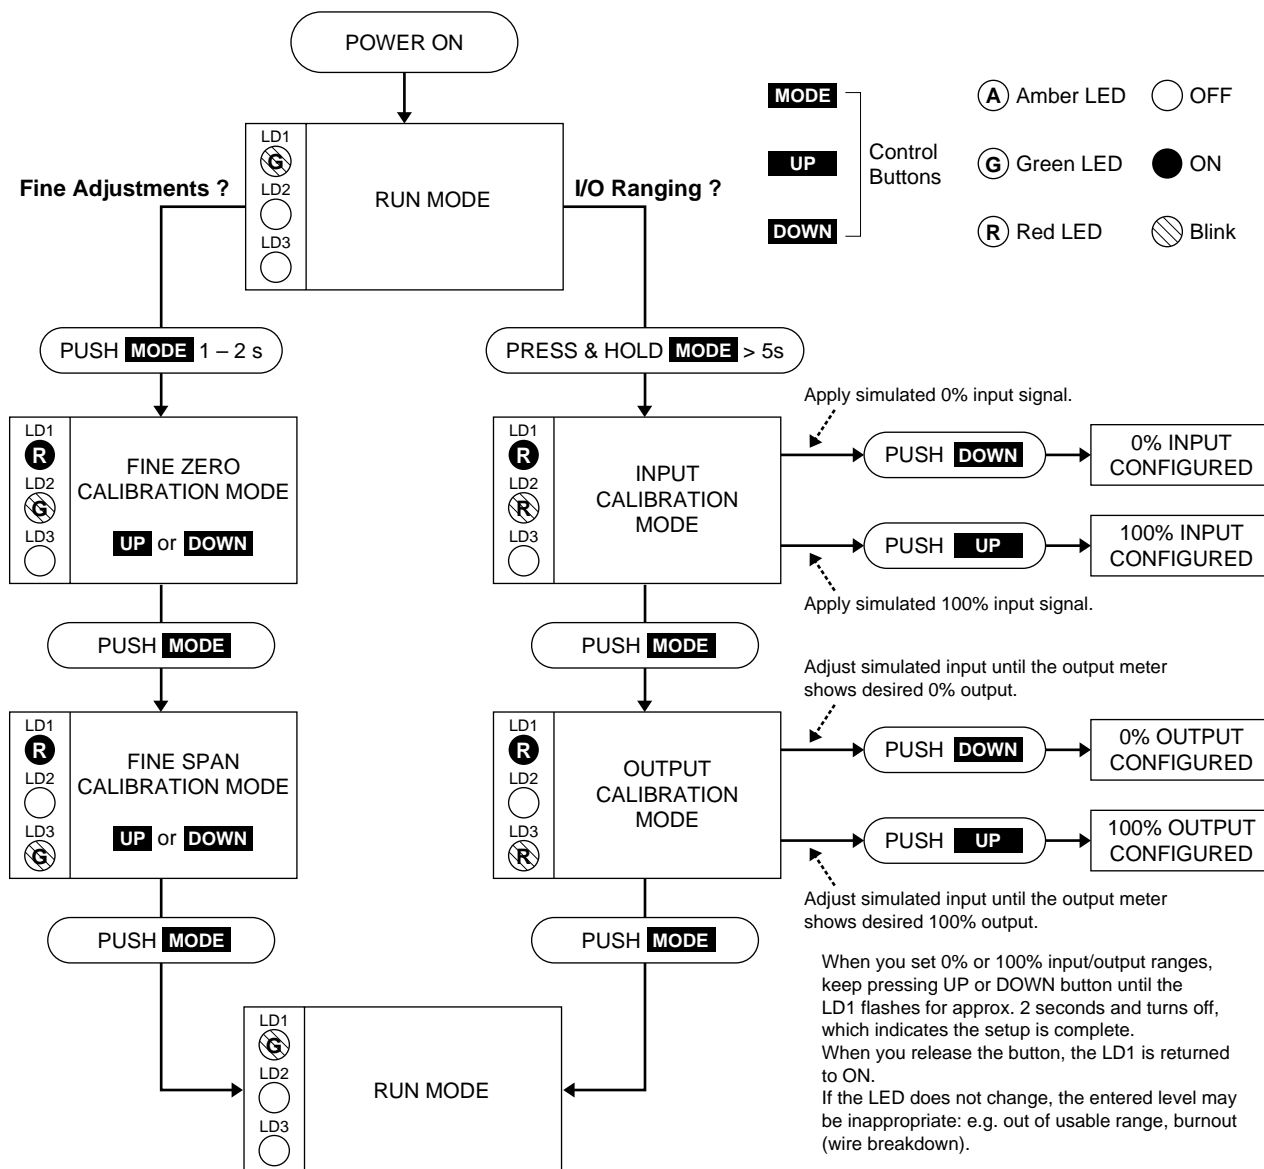 POWER ON
MODE
UP
DOWN
Control
Buttons
A Amber LED
G Green LED
R Red LED
OFF
ON
Blink
Fine Adjustments ?
I/O Ranging ?
LD1
G
LD2
LD3
RUN MODE
PUSH MODE 1 – 2 s
PRESS & HOLD MODE > 5s
LD1
R
LD2
G
LD3
FINE ZERO
CALIBRATION MODE
UP or DOWN
PUSH MODE
LD1
R
LD2
LD3
G
FINE SPAN
CALIBRATION MODE
UP or DOWN
PUSH MODE
LD1
R
LD2
R
LD3
INPUT
CALIBRATION
MODE
Apply simulated 0% input signal.
PUSH DOWN
0% INPUT
CONFIGURED
PUSH UP
100% INPUT
CONFIGURED
Apply simulated 100% input signal.
PUSH MODE
LD1
R
LD2
LD3
R
OUTPUT
CALIBRATION
MODE
Adjust simulated input until the output meter
shows desired 0% output.
PUSH DOWN
0% OUTPUT
CONFIGURED
PUSH UP
100% OUTPUT
CONFIGURED
Adjust simulated input until the output meter
shows desired 100% output.
PUSH MODE
LD1
G
LD2
LD3
RUN MODE
When you set 0% or 100% input/output ranges,
keep pressing UP or DOWN button until the
LD1 flashes for approx. 2 seconds and turns off,
which indicates the setup is complete.
When you release the button, the LD1 is returned
to ON.
If the LED does not change, the entered level may
be inappropriate: e.g. out of usable range, burnout
(wire breakdown).